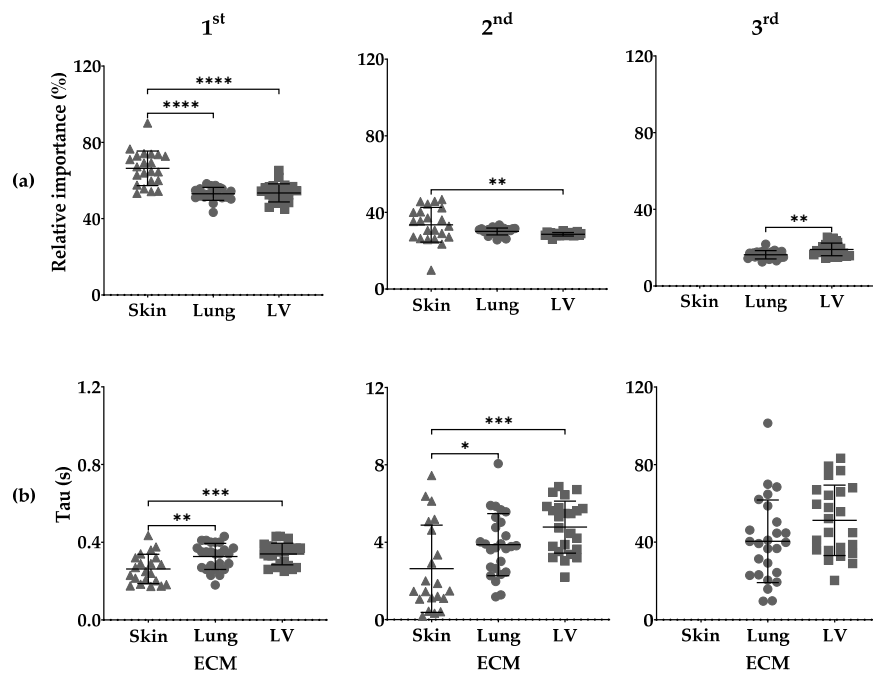 1st 2nd 3rd
(a)
Relative importance (%)
120 120 120
80 80 80
40 40 40
0 0 0
**** **** ** **
Skin Lung LV Skin Lung LV Skin Lung LV
(b)
Tau (s)
1.2 12 120
0.8 8 80
0.4 4 40
0.0 0 0
*** ** *** *
Skin Lung LV Skin Lung LV Skin Lung LV
ECM ECM ECM